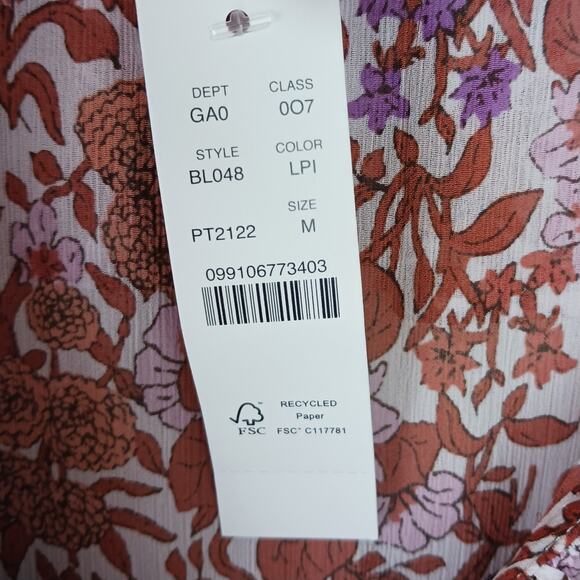 DEPT CLASS
GA0 0O7
STYLE COLOR
BL048 LPI
SIZE
PT2122 M
099106773403
RECYCLED
Paper
FSC FSC® C117781